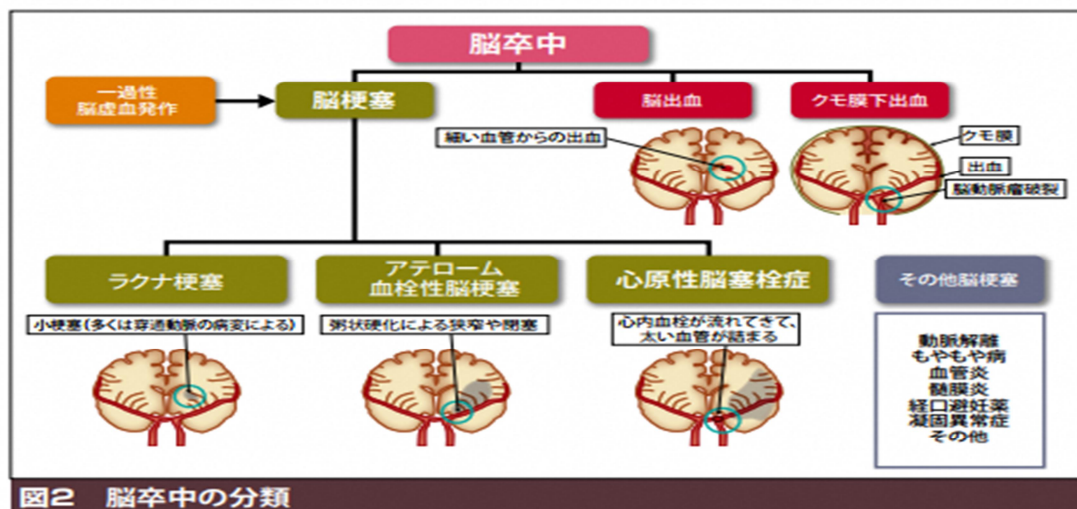 脳卒中
一過性
脳虚血発作
脳梗塞
脳出血
クモ膜下出血
細い血管からの出血
クモ膜
出血
脳動脈瘤破裂
ラクナ梗塞
アテローム
血栓性脳梗塞
心原性脳塞栓症
その他脳梗塞
小梗塞(多くは穿通動脈の病変による)
粥状硬化による狭窄や閉塞
心内血栓が流れてきて、
太い血管が詰まる
動脈解離
もやもや病
血管炎
髄膜炎
経口避妊薬
凝固異常症
その他
図2 脳卒中の分類